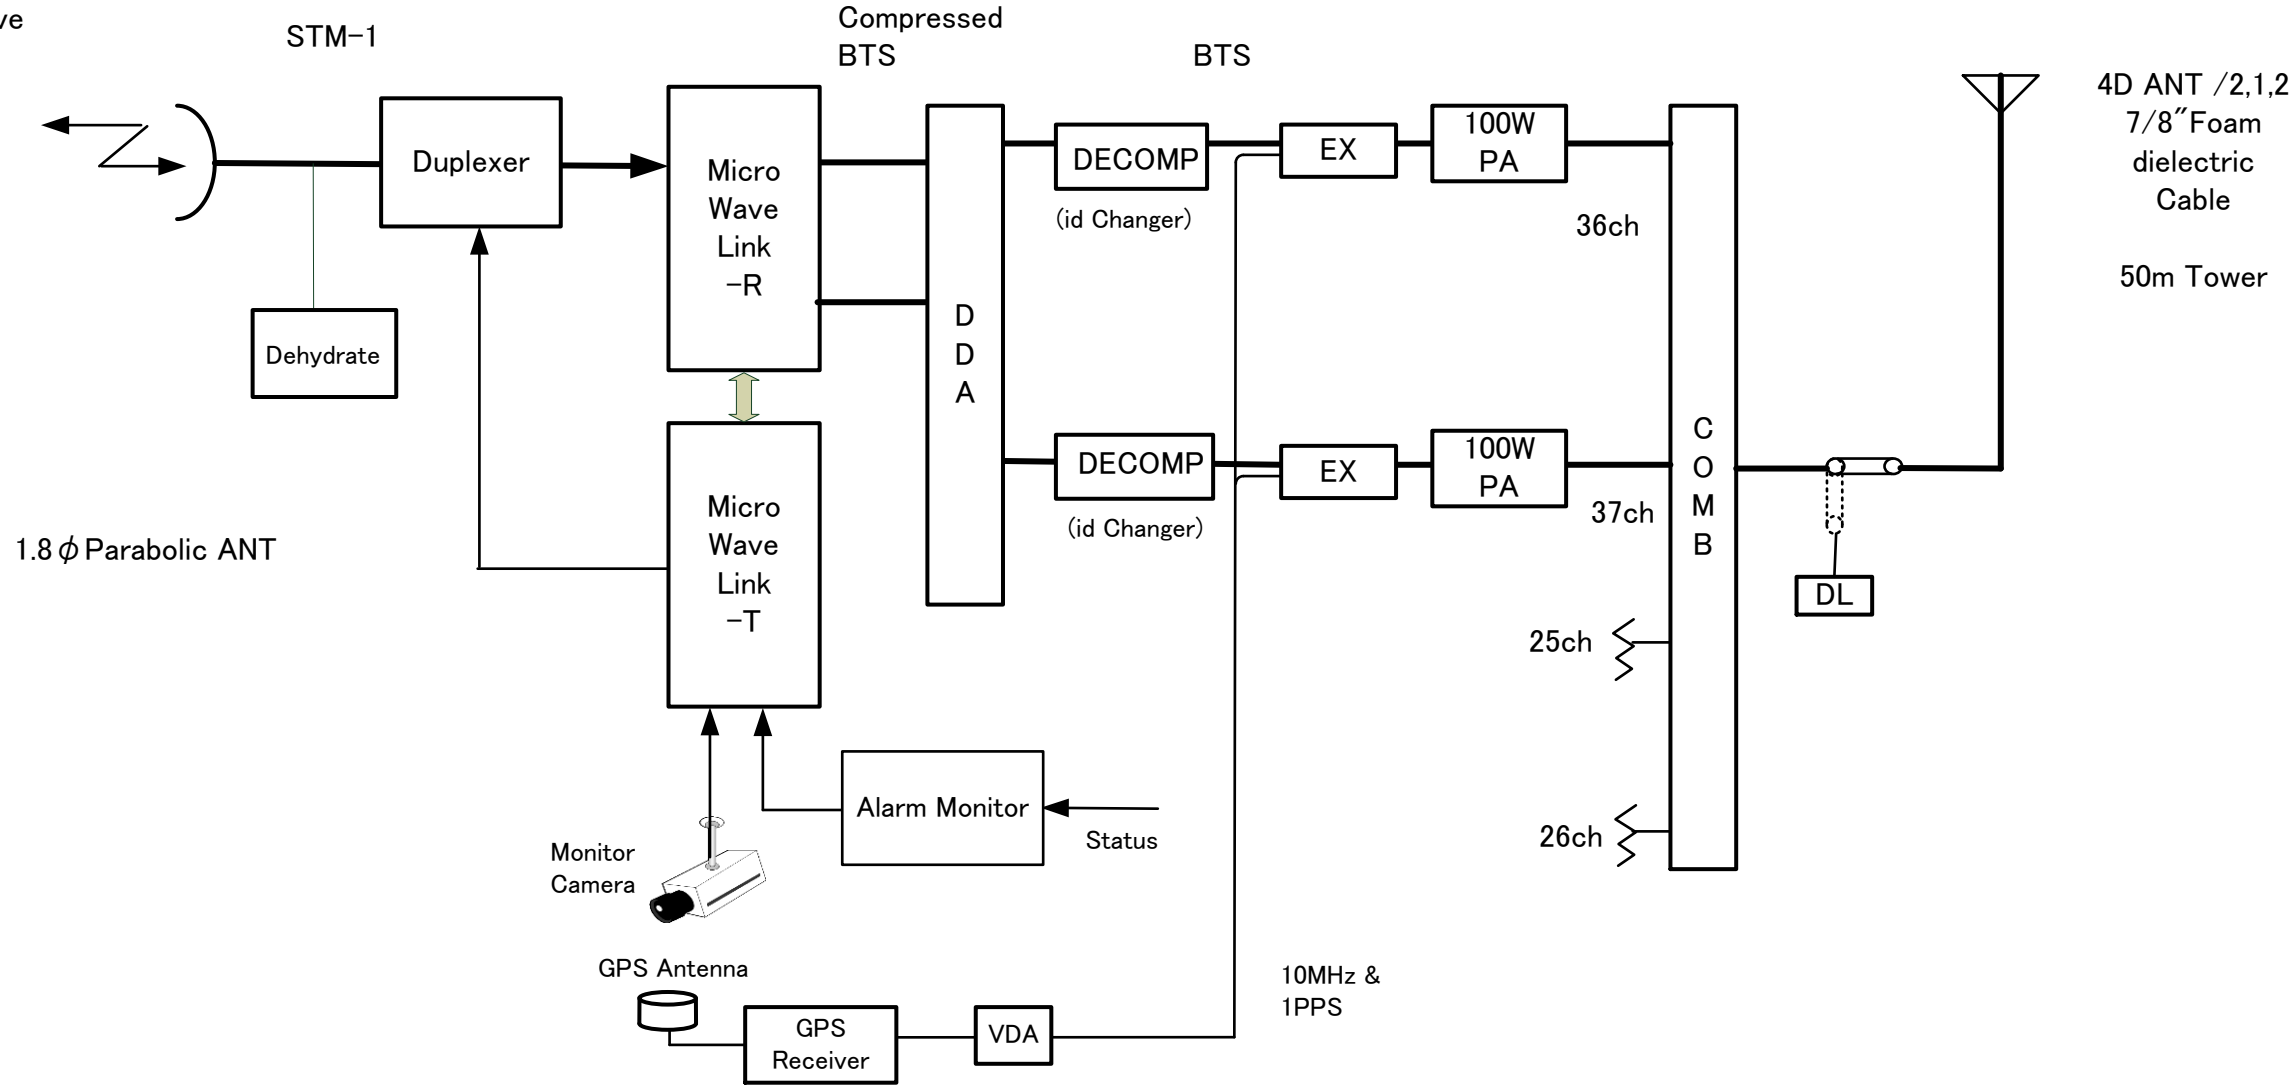 ve
STM-1
Compressed
BTS
BTS
4D ANT /2,1,2
7/8"Foam
dielectric
Cable
50m Tower
Duplexer
Micro
Wave
Link
-R
DECOMP
(id Changer)
EX
100W
PA
36ch
Dehydrate
D
D
A
DECOMP
(id Changer)
EX
100W
PA
37ch
C
O
M
B
1.8φParabolic ANT
Micro
Wave
Link
-T
DL
25ch
26ch
Alarm Monitor
Status
Monitor
Camera
GPS Antenna
GPS
Receiver
VDA
10MHz &
1PPS